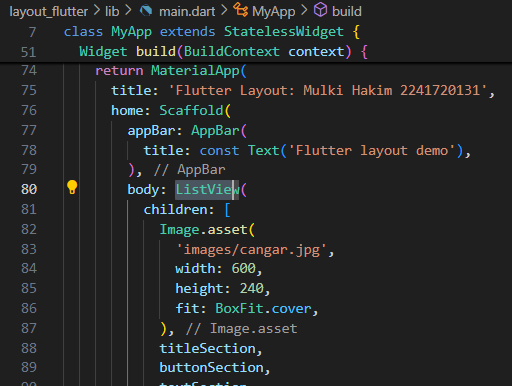 layout_flutter > lib > main.dart > MyApp > build
7 class MyApp extends StatelessWidget {
51 Widget build(BuildContext context) {
74 return MaterialApp(
75 title: 'Flutter Layout: Mulki Hakim 2241720131',
76 home: Scaffold(
77 appBar: AppBar(
78 title: const Text('Flutter layout demo'),
79 ), // AppBar
80 body: ListView(
81 children: [
82 Image.asset(
83 'images/cangar.jpg',
84 width: 600,
85 height: 240,
86 fit: BoxFit.cover,
87 ), // Image.asset
88 titleSection,
89 buttonSection,
90 textSection,